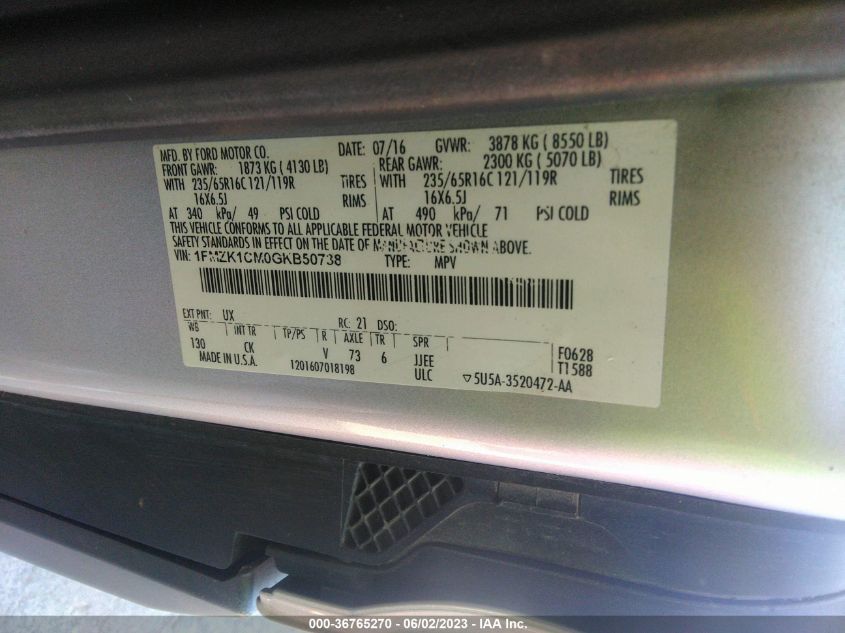 MFD. BY FORD MOTOR CO. DATE: 07/16 GVWR: 3878 KG ( 8550 LB)
FRONT GAWR: 1873 KG ( 4130 LB) REAR GAWR: 2300 KG ( 5070 LB)
WITH 235/65R16C 121/119R TIRES WITH 235/65R16C 121/119R TIRES
16X6.5J RIMS 16X6.5J RIMS
AT 340 kPa/ 49 PSI COLD AT 490 kPa/ 71 PSI COLD
THIS VEHICLE CONFORMS TO ALL APPLICABLE FEDERAL MOTOR VEHICLE
SAFETY STANDARDS IN EFFECT ON THE DATE OF MANUFACTURE SHOWN ABOVE.
VIN: 1FMZK1CM0GKB50738 TYPE: MPV
EXT PNT: UX RC: 21 DSO:
WB INT TR TP/PS R AXLE TR SPR
130 CK V 73 6 JJEE F0628
MADE IN U.S.A. 1201607018198 ULC T1588
▽5U5A-3520472-AA
000-36765270 - 06/02/2023 - IAA Inc.